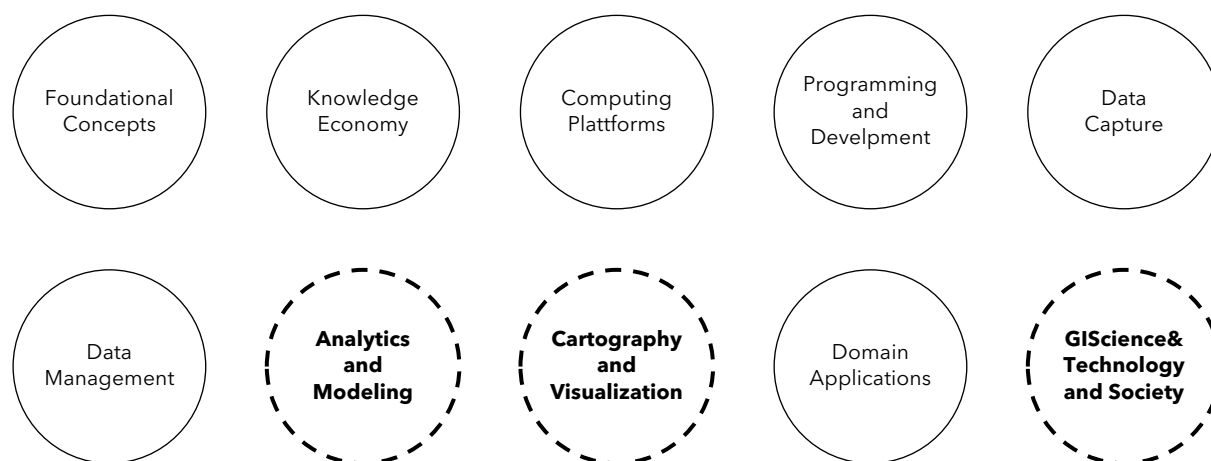 Foundational
Concepts
Knowledge
Economy
Computing
Plattforms
Programming
and
Develpment
Data
Capture
Data
Management
Analytics
and
Modeling
Cartography
and
Visualization
Domain
Applications
GIScience&
Technology
and Society